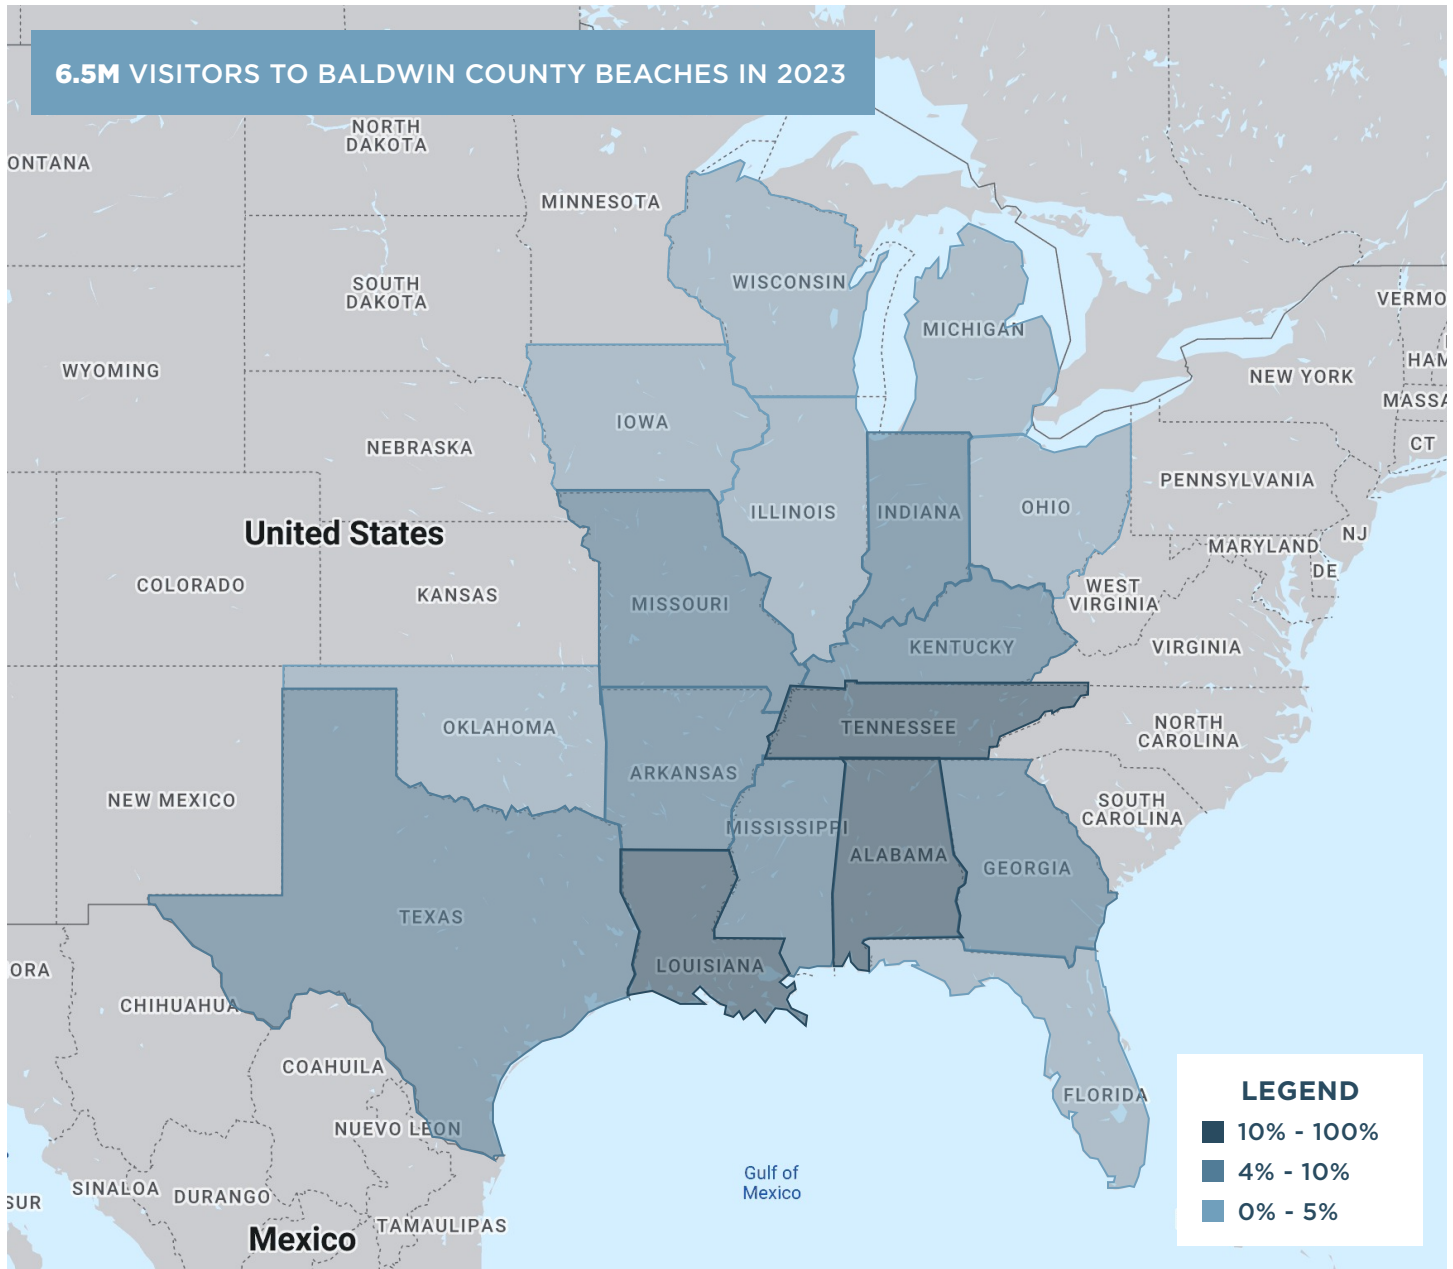 6.5M VISITORS TO BALDWIN COUNTY BEACHES IN 2023
NORTH
DAKOTA
ONTANA
MINNESOTA
SOUTH
DAKOTA
WISCONSIN
VERMO
MICHIGAN
WYOMING
NEW YORK
HAM
MASSA
IOWA
NEBRASKA
CT
PENNSYLVANIA
ILLINOIS
INDIANA
OHIO
United States
NJ
MARYLAND
DE
COLORADO
KANSAS
WEST
VIRGINIA
MISSOURI
KENTUCKY
VIRGINIA
OKLAHOMA
TENNESSEE
NORTH
CAROLINA
ARKANSAS
NEW MEXICO
SOUTH
CAROLINA
MISSISSIPPI
ALABAMA
GEORGIA
TEXAS
LOUISIANA
ORA
CHIHUAHUA
COAHUILA
FLORIDA
NUEVO LEON
Gulf of
Mexico
SINALOA
DURANGO
SUR
TAMAULIPAS
Mexico
LEGEND
10% - 100%
4% - 10%
0% - 5%